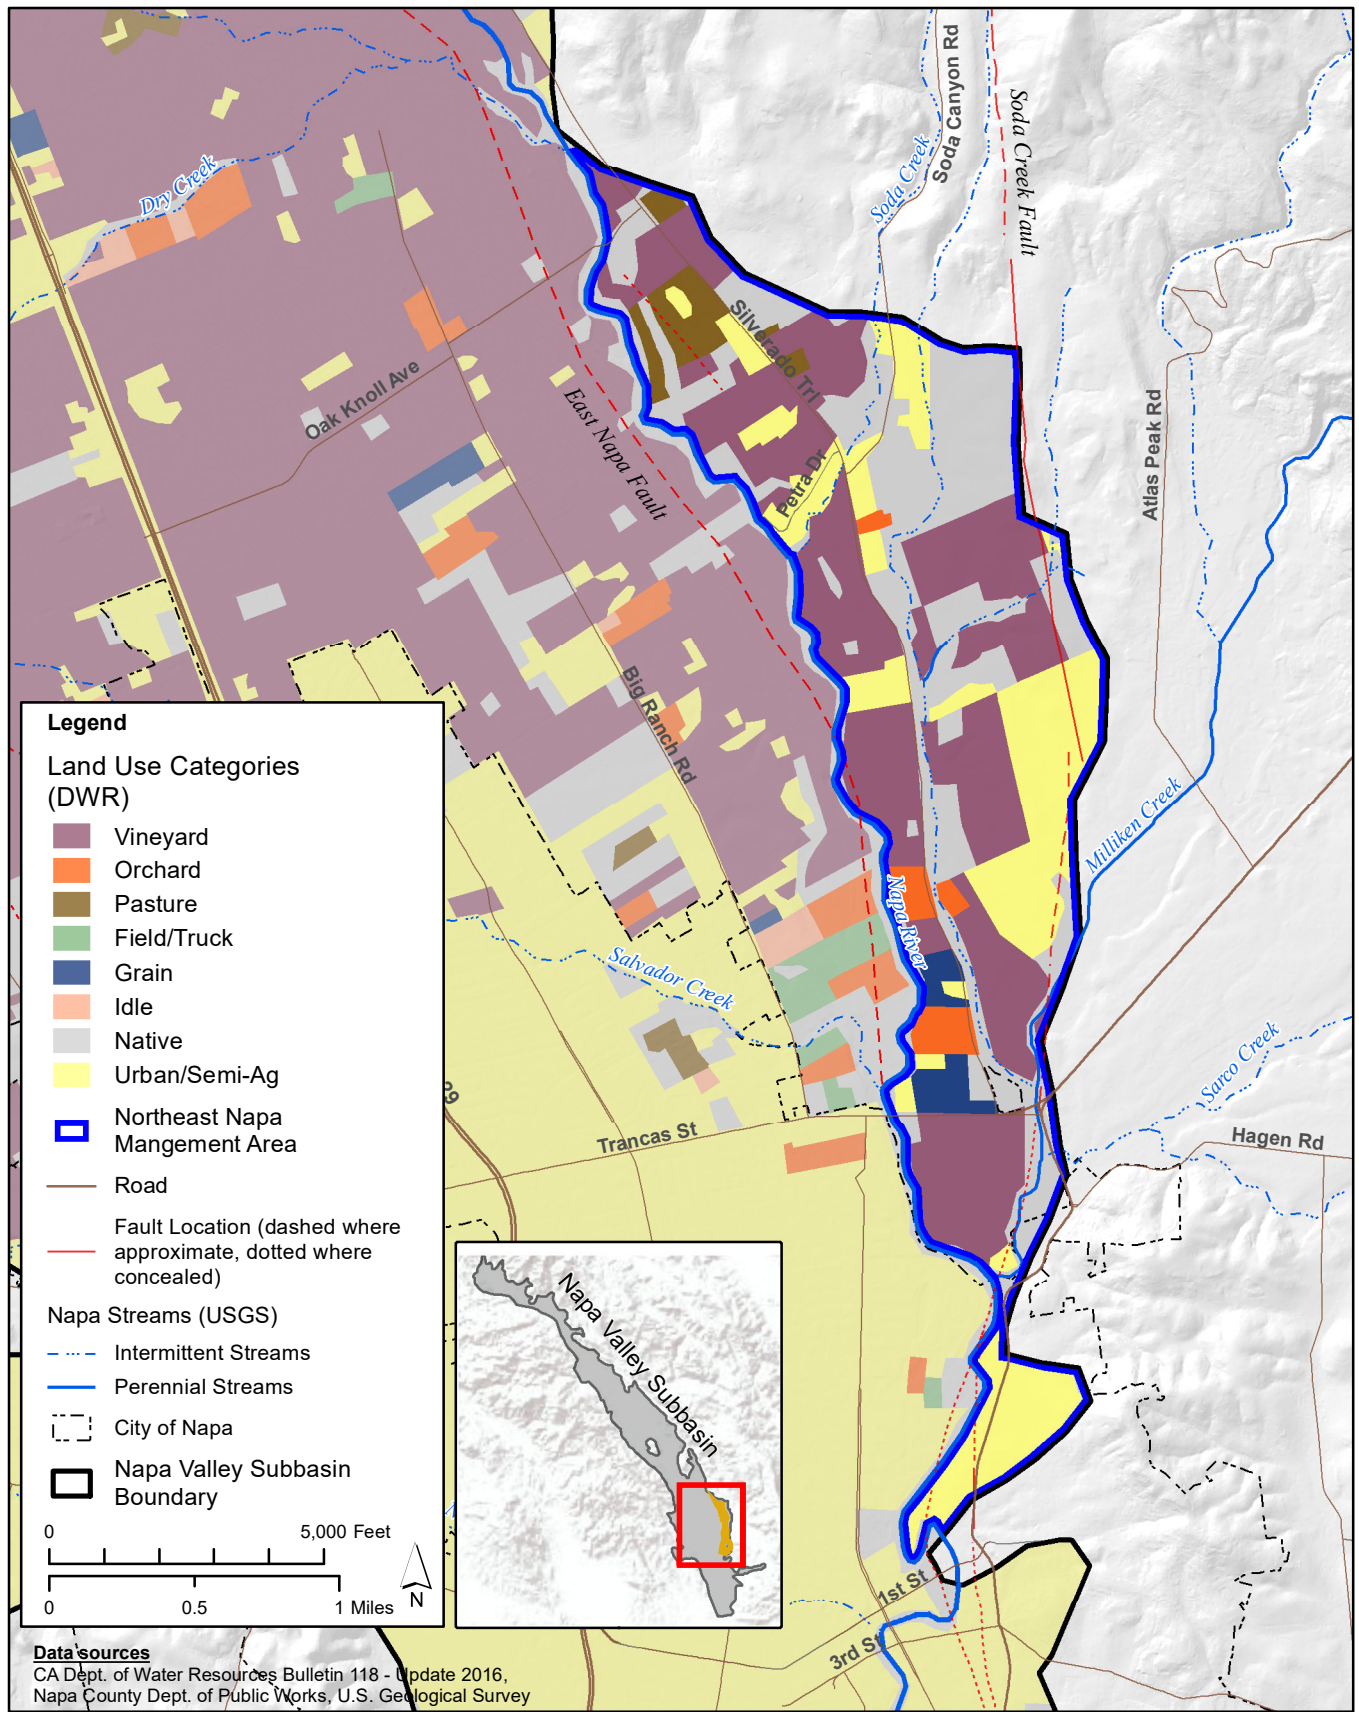 Soda Canyon Rd
Soda Creek
Soda Creek Fault
Dry Creek
Silverado Trl
Oak Knoll Ave
East Napa Fault
Petra Dr
Atlas Peak Rd
Big Ranch Rd
Milliken Creek
Napa River
Salvador Creek
Sarco Creek
Hagen Rd
Trancas St
29
1st St
3rd St
Legend
Land Use Categories
(DWR)
Vineyard
Orchard
Pasture
Field/Truck
Grain
Idle
Native
Urban/Semi-Ag
Northeast Napa
Mangement Area
Road
Fault Location (dashed where
approximate, dotted where
concealed)
Napa Streams (USGS)
Intermittent Streams
Perennial Streams
City of Napa
Napa Valley Subbasin
Boundary
0 5,000 Feet
0 0.5 1 Miles
N
Napa Valley Subbasin
Data sources
CA Dept. of Water Resources Bulletin 118 - Update 2016,
Napa County Dept. of Public Works, U.S. Geological Survey